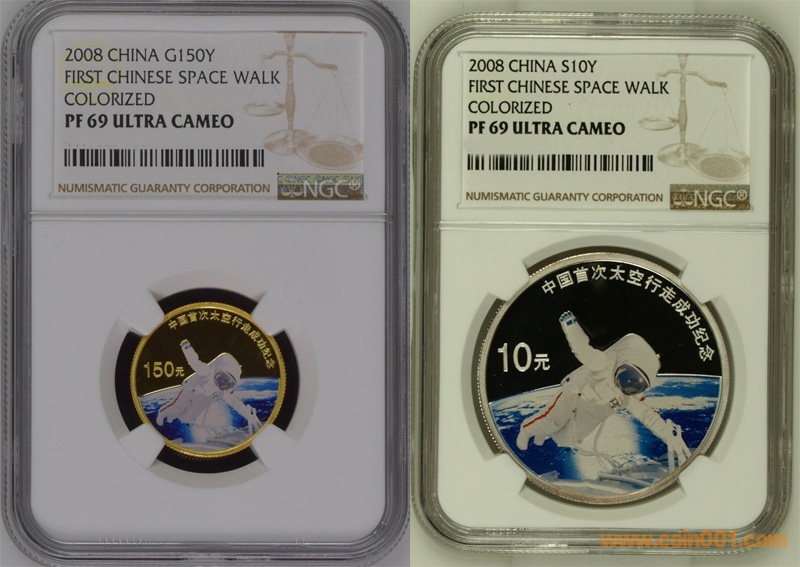 2008 CHINA G150Y
FIRST CHINESE SPACE WALK
COLORIZED
PF 69 ULTRA CAMEO
NUMISMATIC GUARANTY CORPORATION
NGC®
中国首次太空行走成功纪念
150元
2008 CHINA S10Y
FIRST CHINESE SPACE WALK
COLORIZED
PF 69 ULTRA CAMEO
NUMISMATIC GUARANTY CORPORATION
NGC®
中国首次太空行走成功纪念
10元
www.coin001.com